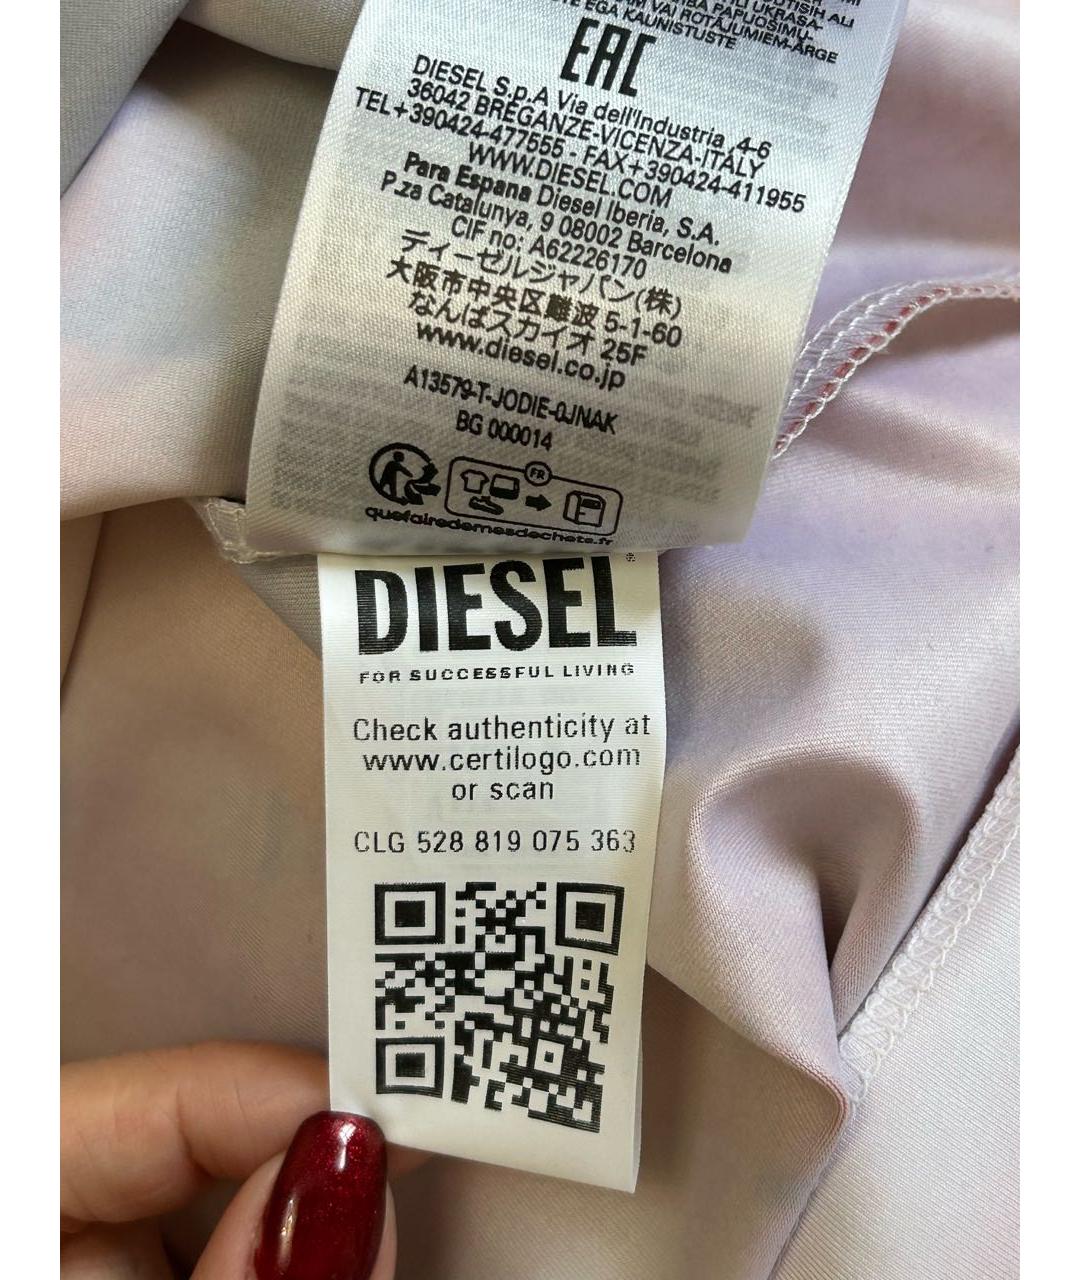 TE EGA KAUNISTUSTE
EAC
DIESEL S.p.A Via dell'Industria, 4-6
36042 BREGANZE-VICENZA-ITALY
TEL+390424-477555 - FAX+390424-411955
WWW.DIESEL.COM
Para Espana Diesel Iberia, S.A.
P.za Catalunya, 9 08002 Barcelona
CIF no: A62226170
ディーゼルジャパン(株)
大阪市中央区難波 5-1-60
なんばスカイオ 25F
www.diesel.co.jp
A13579-T-JODIE-0JNAK
BG 000014
FR
quefairedemesdechets.fr
DIESEL®
FOR SUCCESSFUL LIVING
Check authenticity at
www.certilogo.com
or scan
CLG 528 819 075 363